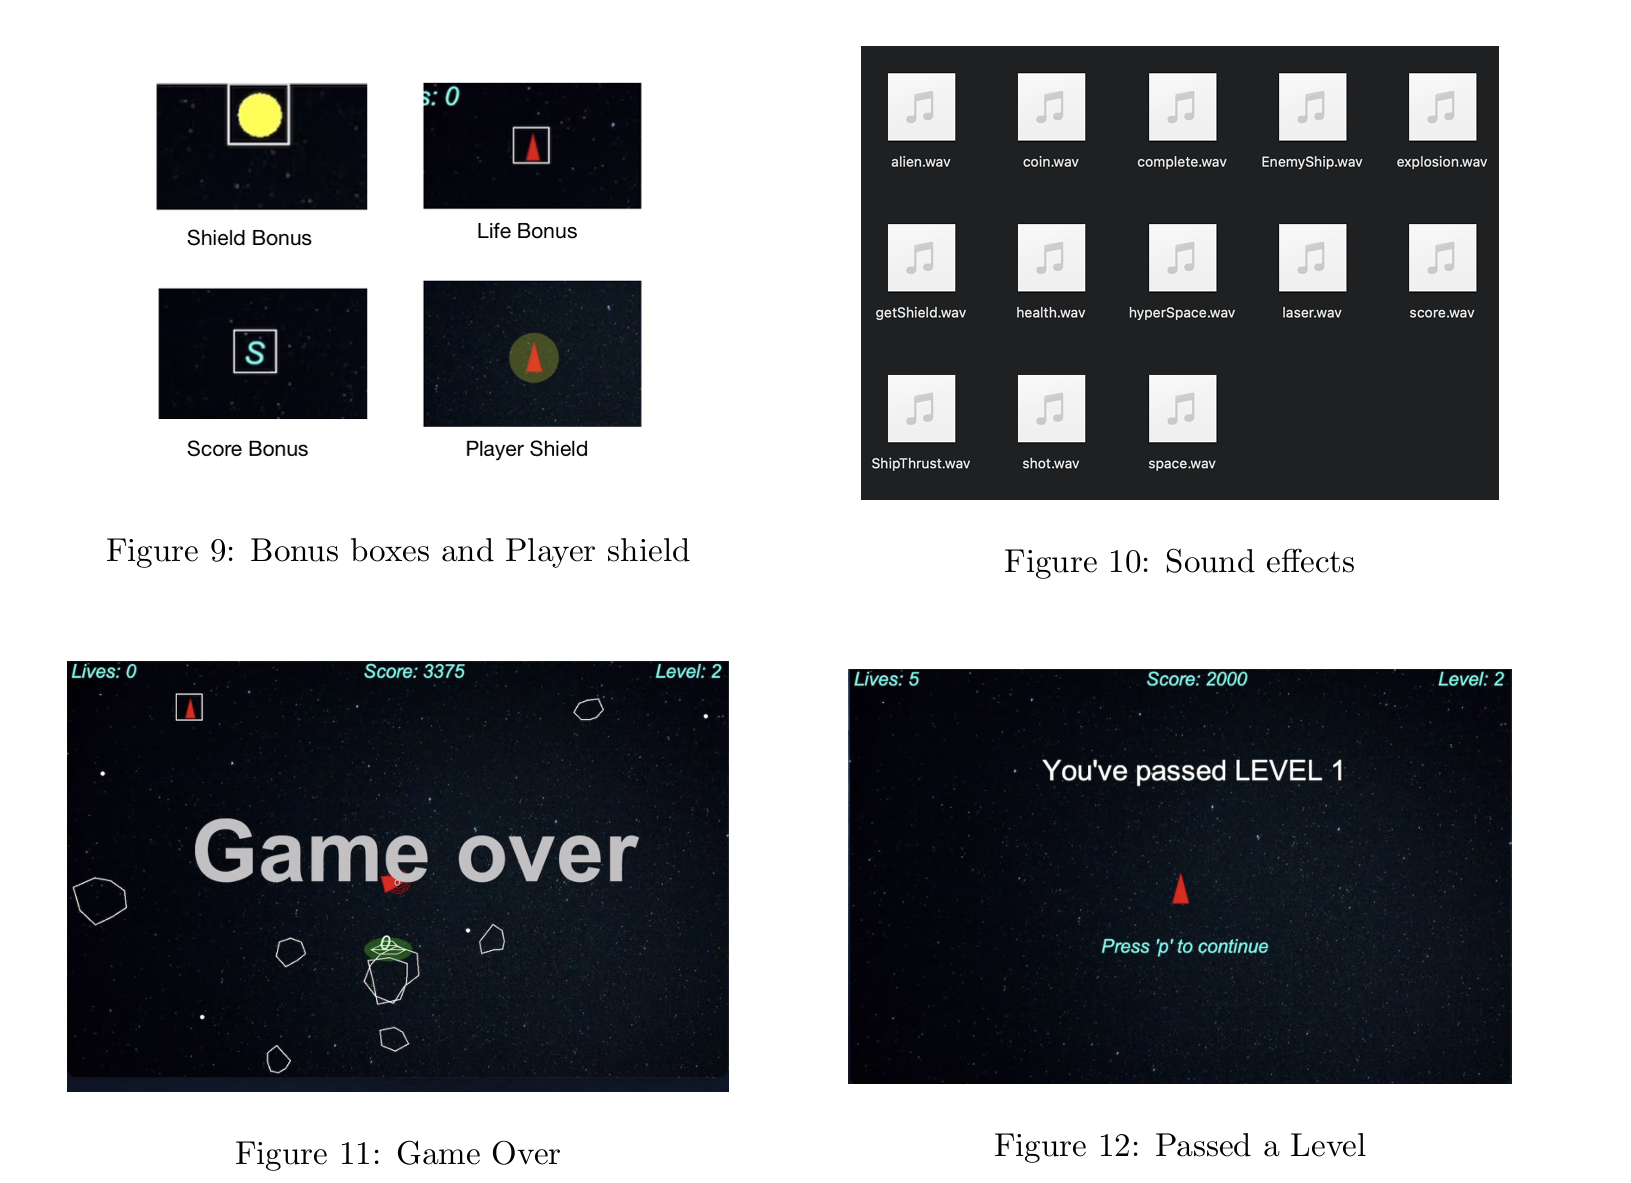 s: 0
Shield Bonus
Life Bonus
S
Score Bonus
Player Shield
Figure 9: Bonus boxes and Player shield
alien.wav coin.wav complete.wav EnemyShip.wav explosion.wav
getShield.wav health.wav hyperSpace.wav laser.wav score.wav
ShipThrust.wav shot.wav space.wav
Figure 10: Sound effects
Lives: 0 Score: 3375 Level: 2
Game over
Figure 11: Game Over
Lives: 5 Score: 2000 Level: 2
You've passed LEVEL 1
Press 'p' to continue
Figure 12: Passed a Level